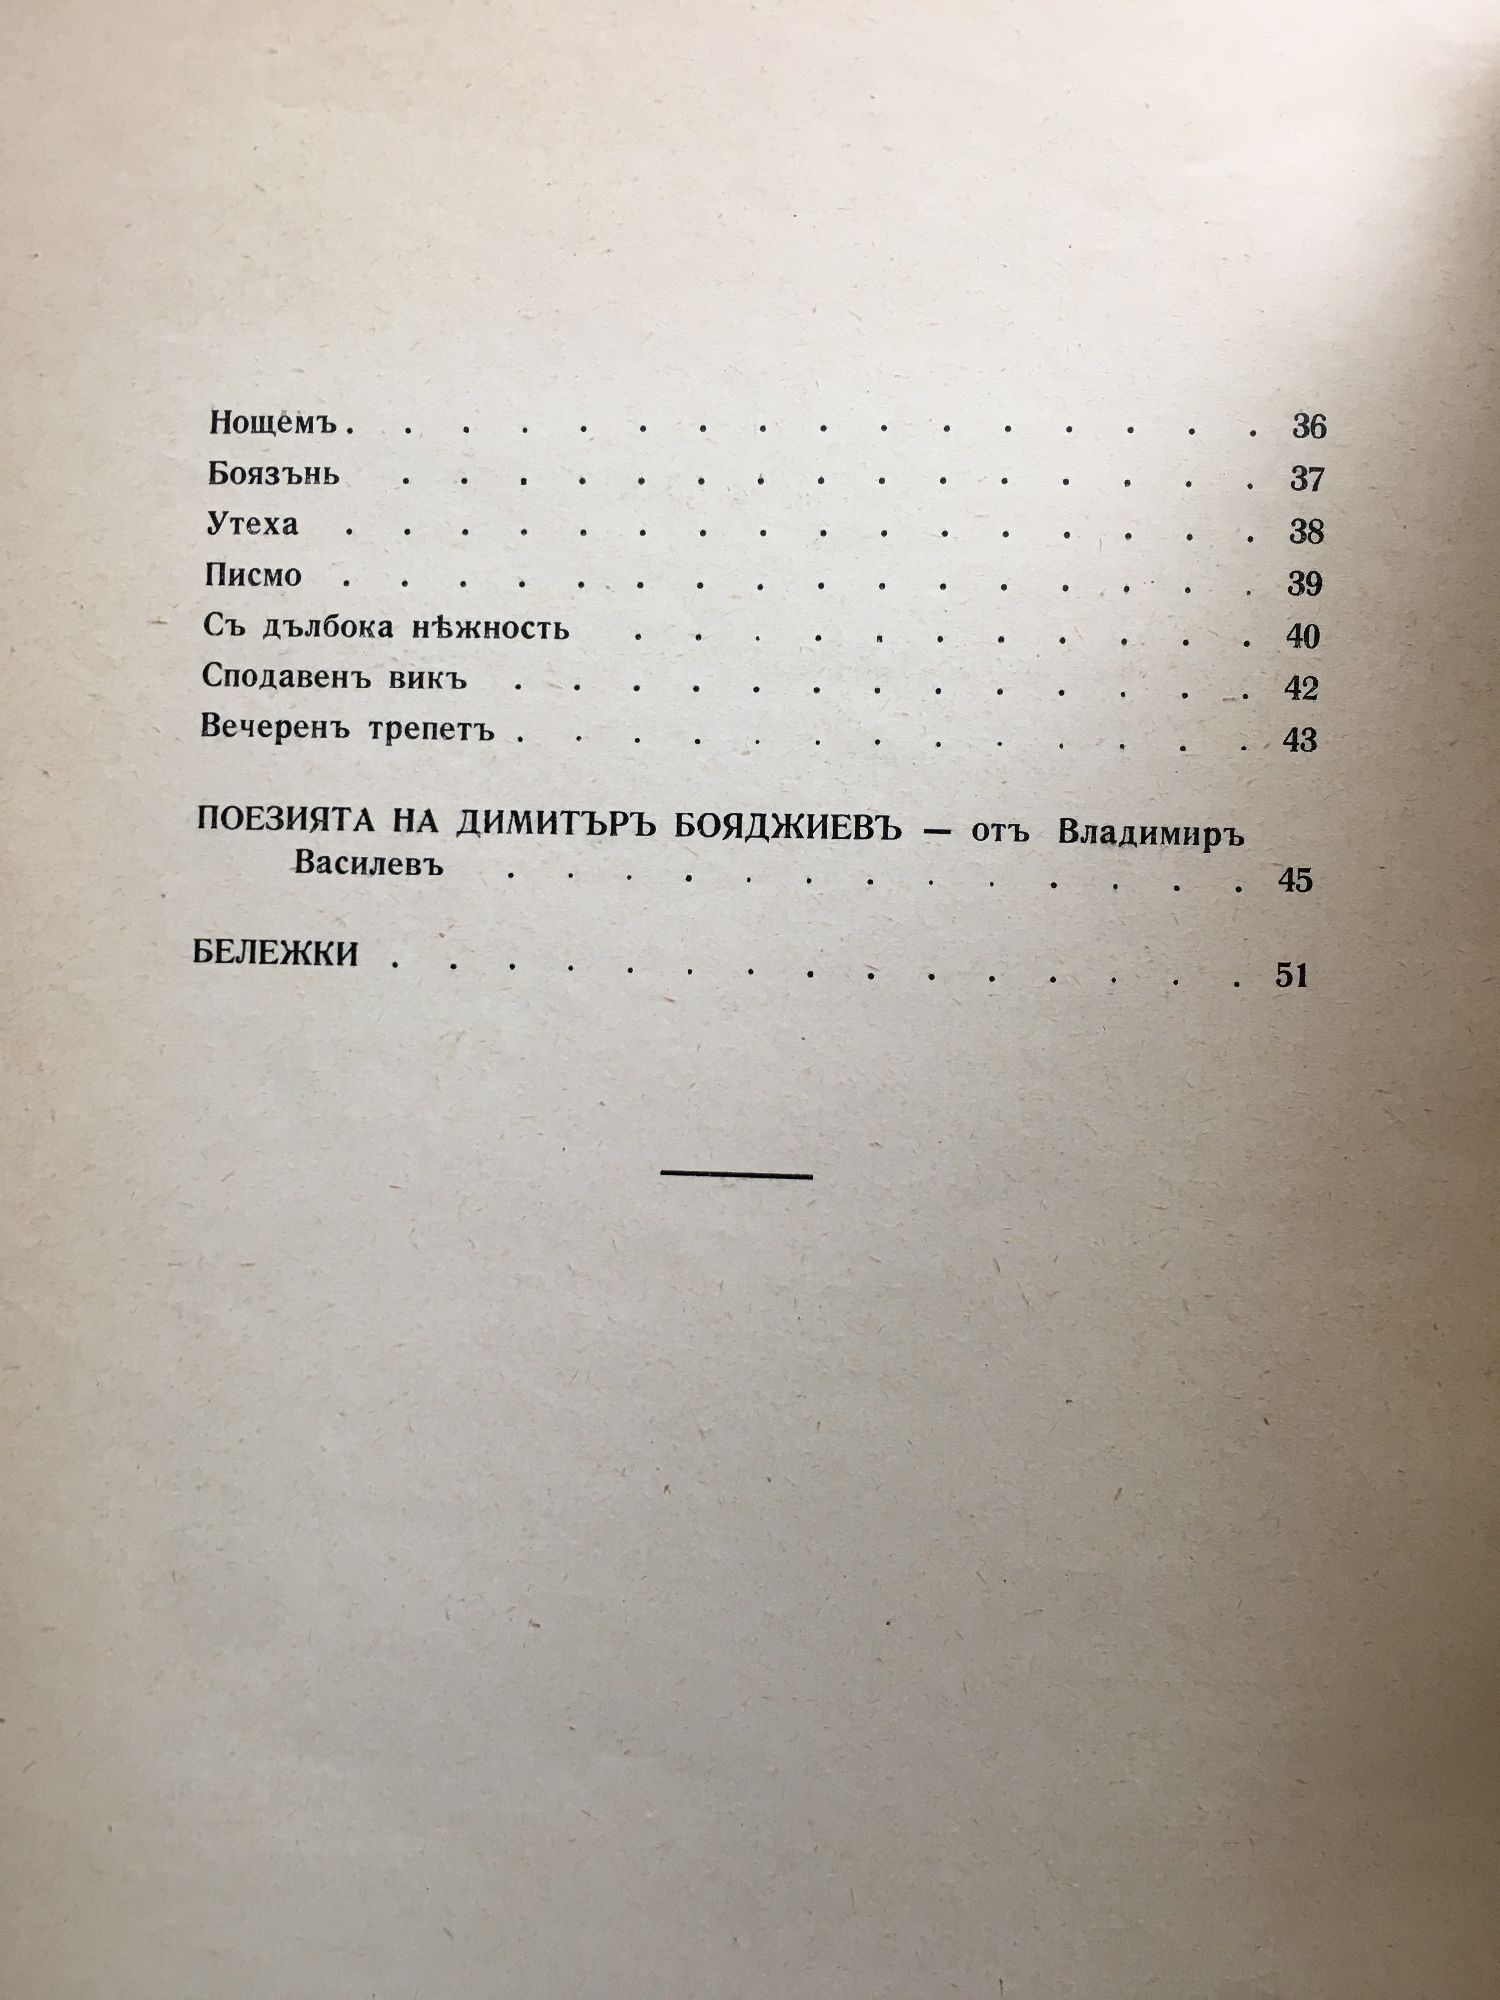 Нощемъ . . . . . . . . . . . . . . . . 36
Боязънь . . . . . . . . . . . . . . . 37
Утеха . . . . . . . . . . . . . . . . 38
Писмо . . . . . . . . . . . . . . . . 39
Съ дълбока нѣжность . . . . . . . . . . . 40
Сподавенъ викъ . . . . . . . . . . . . . 42
Вечеренъ трепетъ . . . . . . . . . . . . . 43
ПОЕЗИЯТА НА ДИМИТЪРЪ БОЯДЖИЕВЪ — отъ Владимиръ
Василевъ . . . . . . . . . . . . . 45
БЕЛЕЖКИ . . . . . . . . . . . . . . . 51